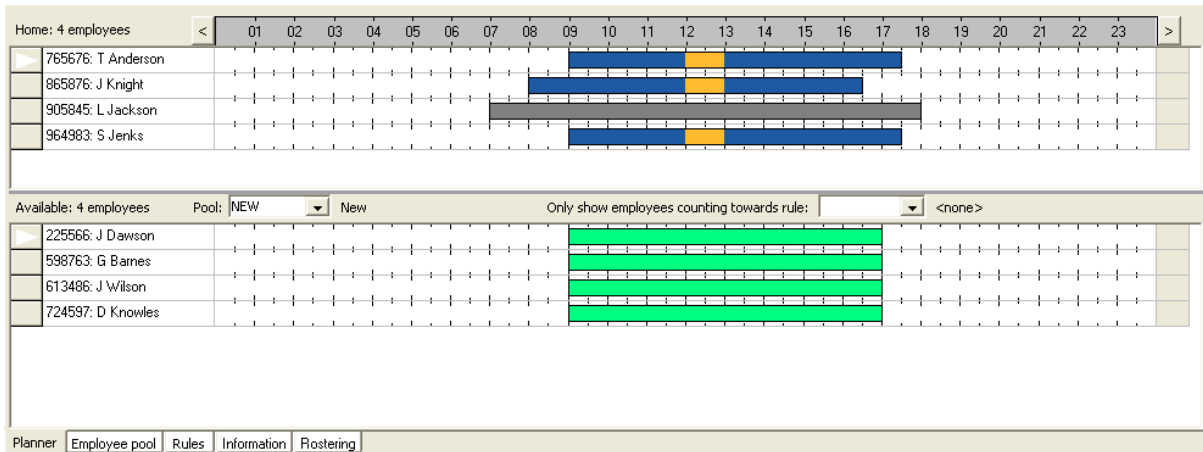 Home: 4 employees < 01 02 03 04 05 06 07 08 09 10 11 12 13 14 15 16 17 18 19 20 21 22 23 >
765676: T Anderson
865876: J Knight
905845: L Jackson
964983: S Jenks
Available: 4 employees Pool: NEW New Only show employees counting towards rule: <none>
225566: J Dawson
598763: G Barnes
613486: J Wilson
724597: D Knowles
Planner Employee pool Rules Information Rostering